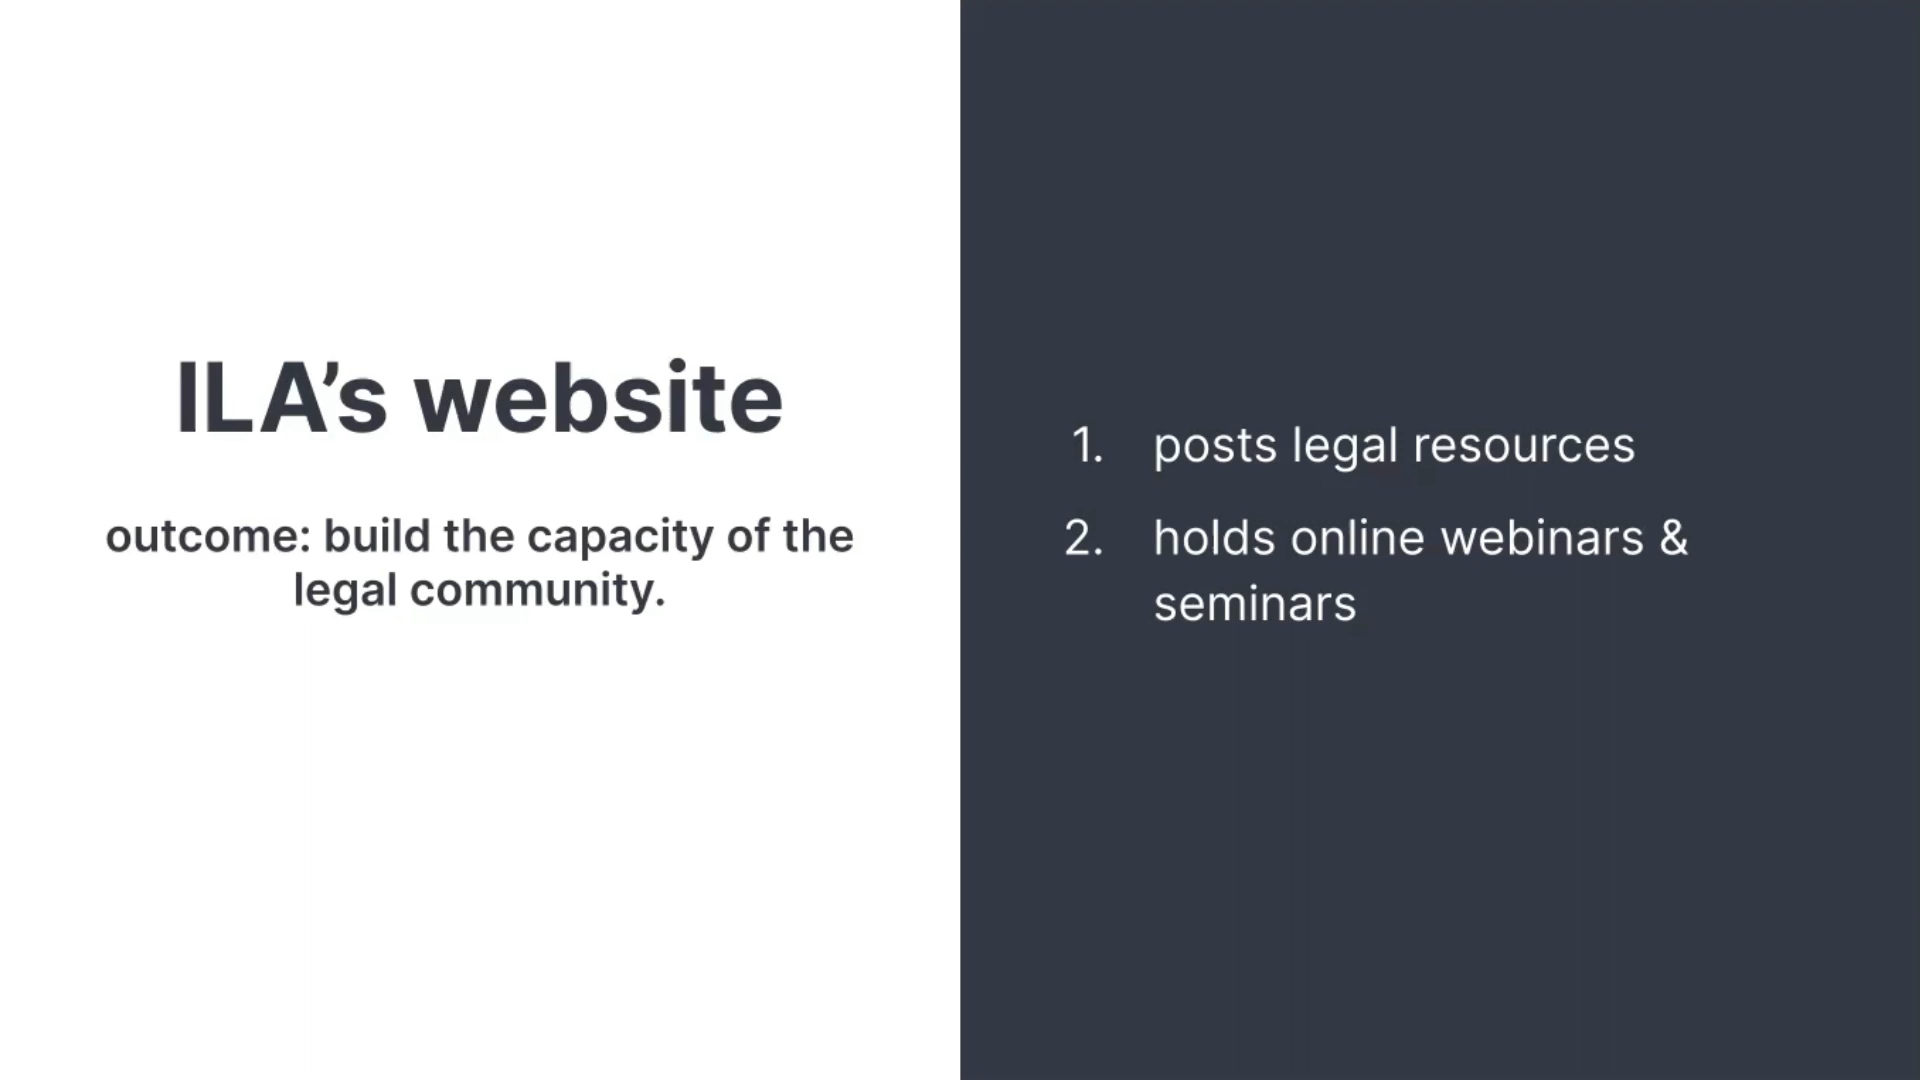 ILA’s website
outcome: build the capacity of the
legal community.
1. posts legal resources
2. holds online webinars &
seminars